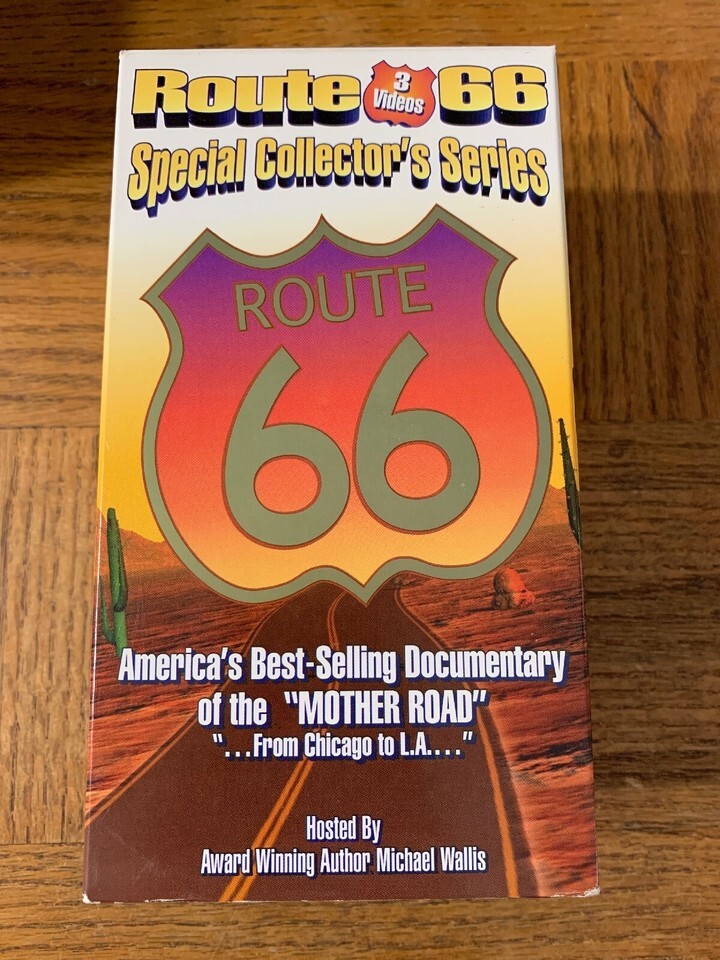 Route 3 Videos 66
Special Collector's Series
ROUTE
66
America's Best-Selling Documentary
of the "MOTHER ROAD"
"...From Chicago to L.A...."
Hosted By
Award Winning Author Michael Wallis